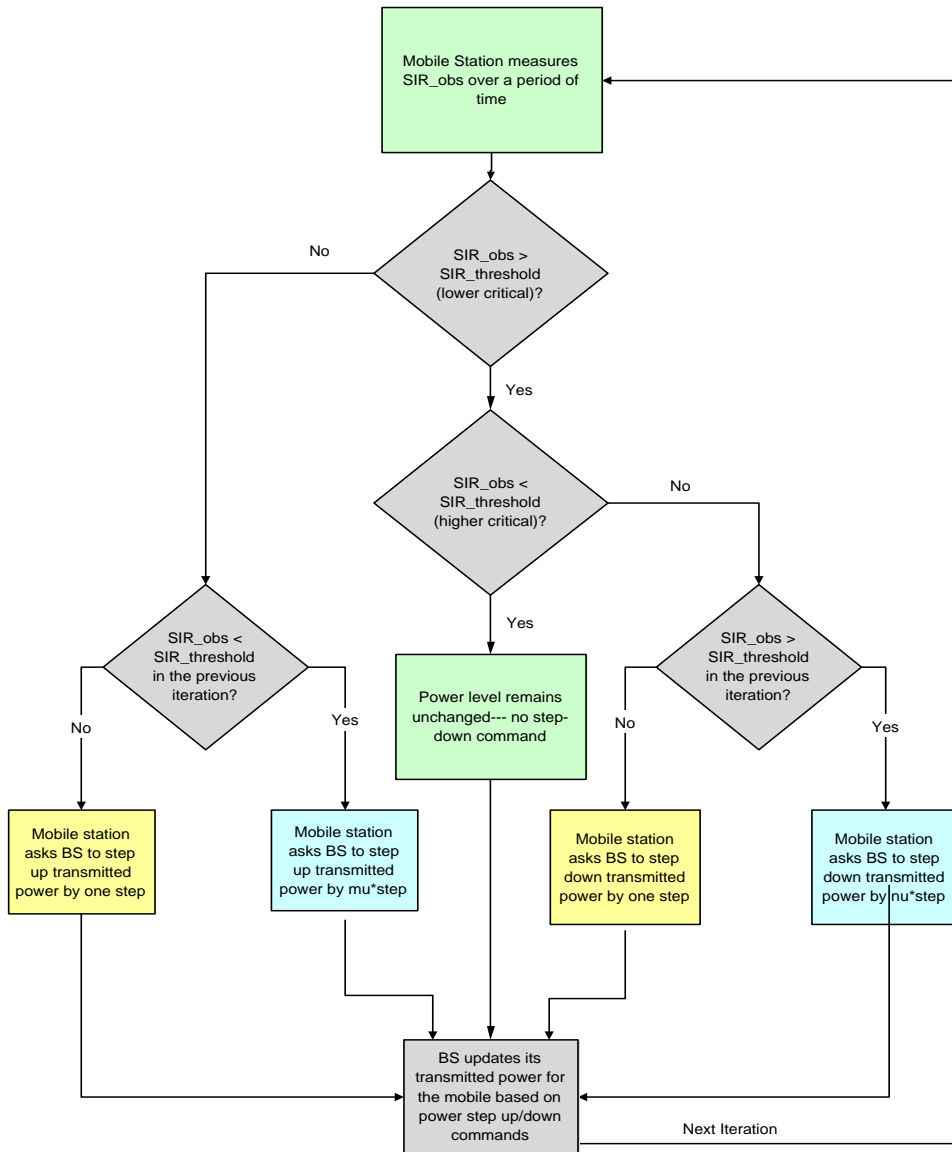 Mobile Station measures
SIR_obs over a period of
time
No
SIR_obs >
SIR_threshold
(lower critical)?
Yes
SIR_obs <
SIR_threshold
(higher critical)?
No
Yes
SIR_obs <
SIR_threshold
in the previous
iteration?
No
Yes
Power level remains
unchanged--- no step-
down command
SIR_obs >
SIR_threshold
in the previous
iteration?
No
Yes
Mobile station
asks BS to step
up transmitted
power by one step
Mobile station
asks BS to step
up transmitted
power by mu*step
Mobile station
asks BS to step
down transmitted
power by one step
Mobile station
asks BS to step
down transmitted
power by nu*step
BS updates its
transmitted power for
the mobile based on
power step up/down
commands
Next Iteration